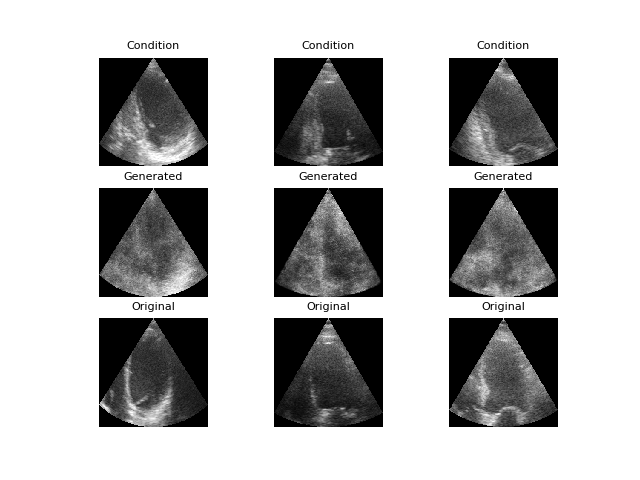 Condition Condition Condition
Generated Generated Generated
Original Original Original